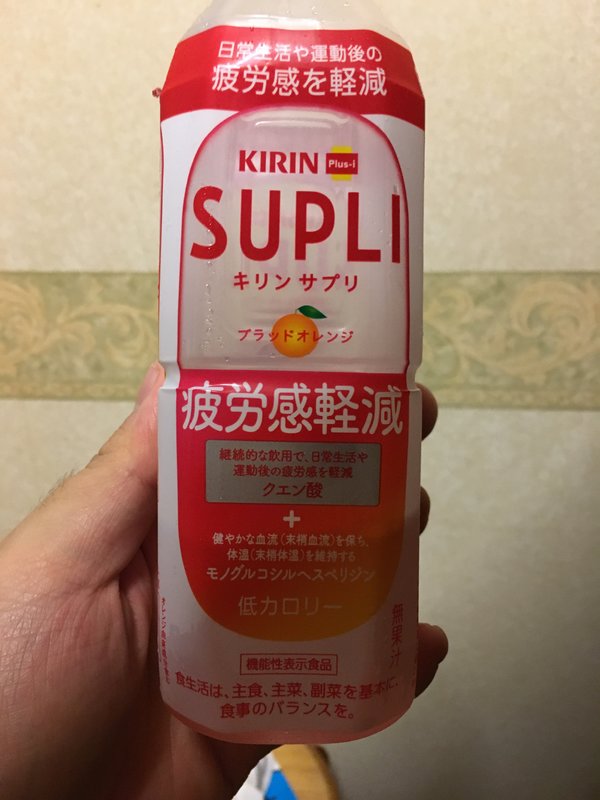 日常生活や運動後の
疲労感を軽減
KIRIN Plus-i
SUPLI
キリン サプリ
ブラッドオレンジ
疲労感軽減
継続的な飲用で、日常生活や
運動後の疲労感を軽減
クエン酸
+
健やかな血流(末梢血流)を保ち、
体温(末梢体温)を維持する
モノグルコシルヘスペリジン
低カロリー
無果汁
機能性表示食品
食生活は、主食、主菜、副菜を基本に、
食事のバランスを。